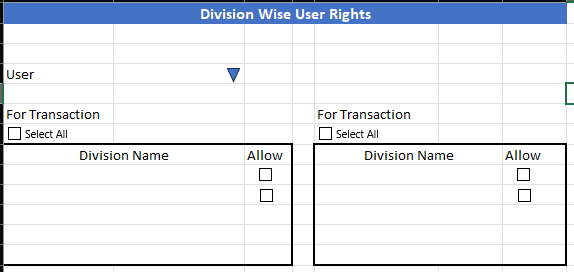 Division Wise User Rights
User
For Transaction For Transaction
Select All Select All
Division Name Allow Division Name Allow